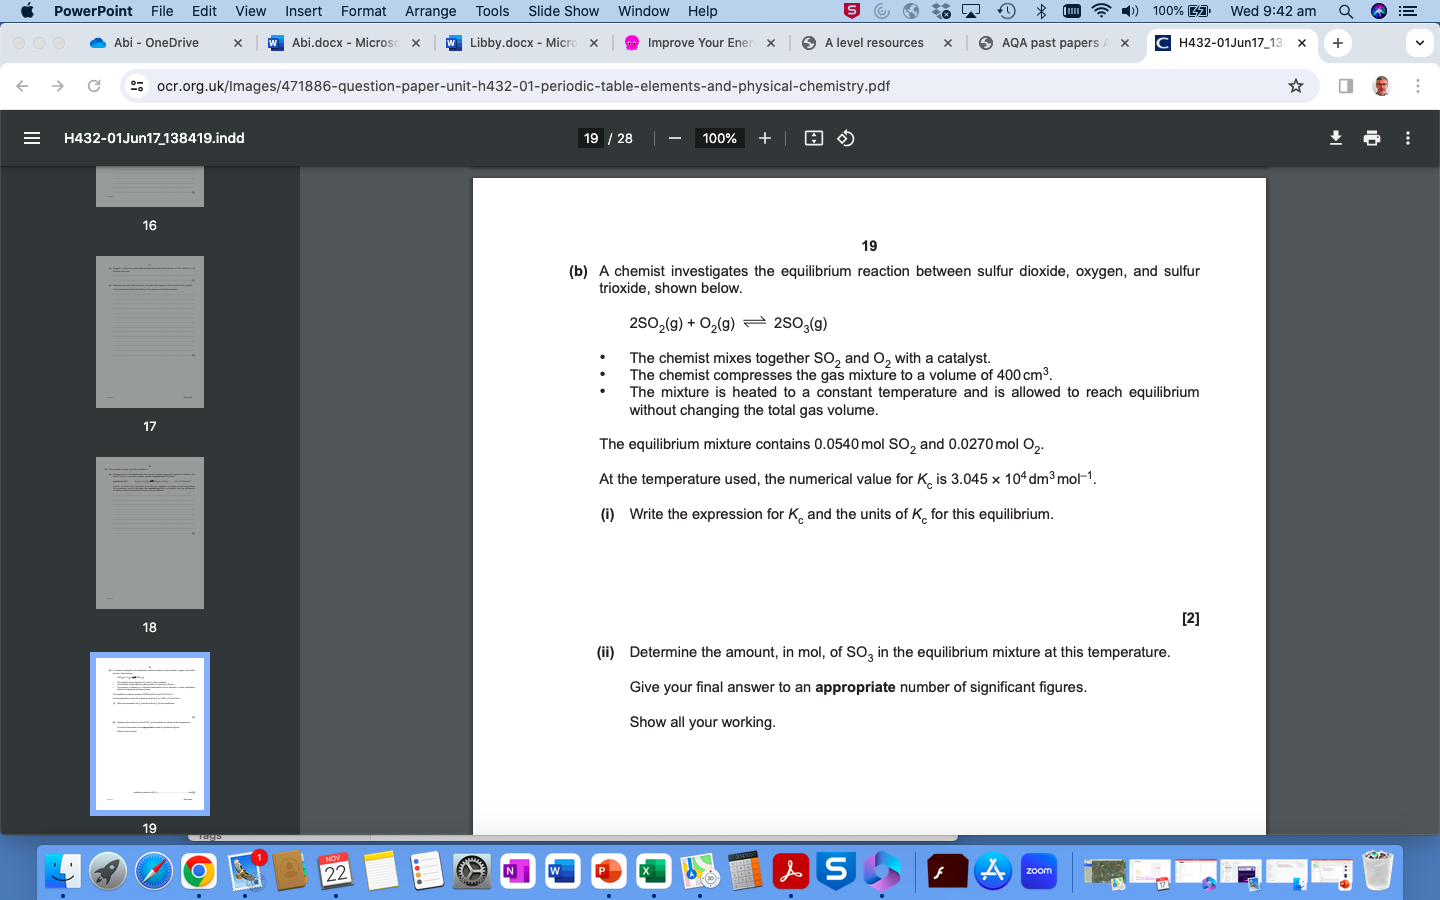 PowerPoint File Edit View Insert Format Arrange Tools Slide Show Window Help 100% Wed 9:42 am
Abi - OneDrive Abi.docx - Microsc Libby.docx - Micro Improve Your Ener A level resources AQA past papers A H432-01Jun17_13
ocr.org.uk/Images/471886-question-paper-unit-h432-01-periodic-table-elements-and-physical-chemistry.pdf
H432-01Jun17_138419.indd 19 / 28 100%
16
17
18
19
19
(b) A chemist investigates the equilibrium reaction between sulfur dioxide, oxygen, and sulfur
trioxide, shown below.
2SO₂(g) + O₂(g) ⇌ 2SO₃(g)
• The chemist mixes together SO₂ and O₂ with a catalyst.
• The chemist compresses the gas mixture to a volume of 400 cm³.
• The mixture is heated to a constant temperature and is allowed to reach equilibrium
without changing the total gas volume.
The equilibrium mixture contains 0.0540 mol SO₂ and 0.0270 mol O₂.
At the temperature used, the numerical value for K_c is 3.045 × 10⁴ dm³ mol⁻¹.
(i) Write the expression for K_c and the units of K_c for this equilibrium.
[2]
(ii) Determine the amount, in mol, of SO₃ in the equilibrium mixture at this temperature.
Give your final answer to an appropriate number of significant figures.
Show all your working.
Tags
1
NOV
22
zoom